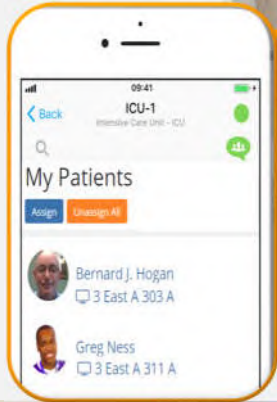 09:41
Back ICU-1
Intensive Care Unit - ICU
My Patients
Assign Unassign All
Bernard J. Hogan
3 East A 303 A
Greg Ness
3 East A 311 A